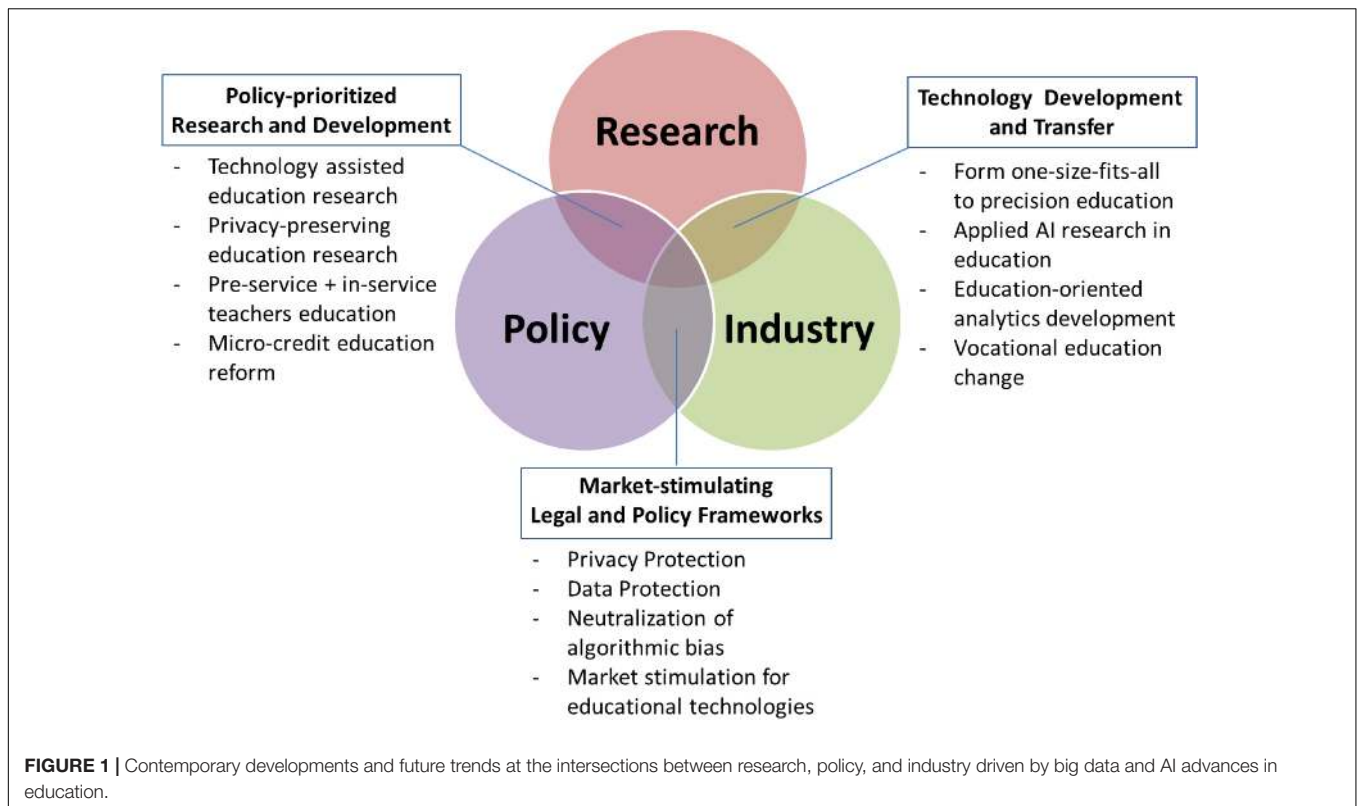 Policy-prioritized
Research and Development
- Technology assisted
education research
- Privacy-preserving
education research
- Pre-service + in-service
teachers education
- Micro-credit education
reform
Research
Policy
Industry
Technology Development
and Transfer
- Form one-size-fits-all
to precision education
- Applied AI research in
education
- Education-oriented
analytics development
- Vocational education
change
Market-stimulating
Legal and Policy Frameworks
- Privacy Protection
- Data Protection
- Neutralization of
algorithmic bias
- Market stimulation for
educational technologies
FIGURE 1 | Contemporary developments and future trends at the intersections between research, policy, and industry driven by big data and AI advances in
education.